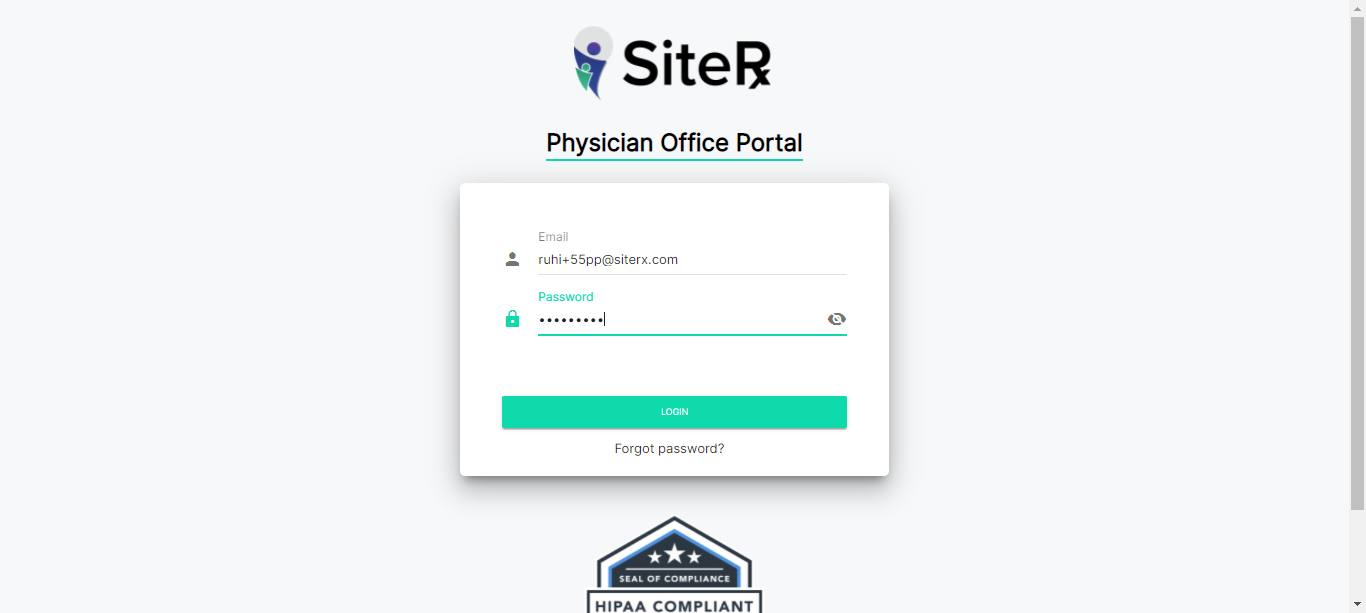 SiteRx
Physician Office Portal
Email
ruhi+55pp@siterx.com
Password
•••••••••
LOGIN
Forgot password?
SEAL OF COMPLIANCE
HIPAA COMPLIANT